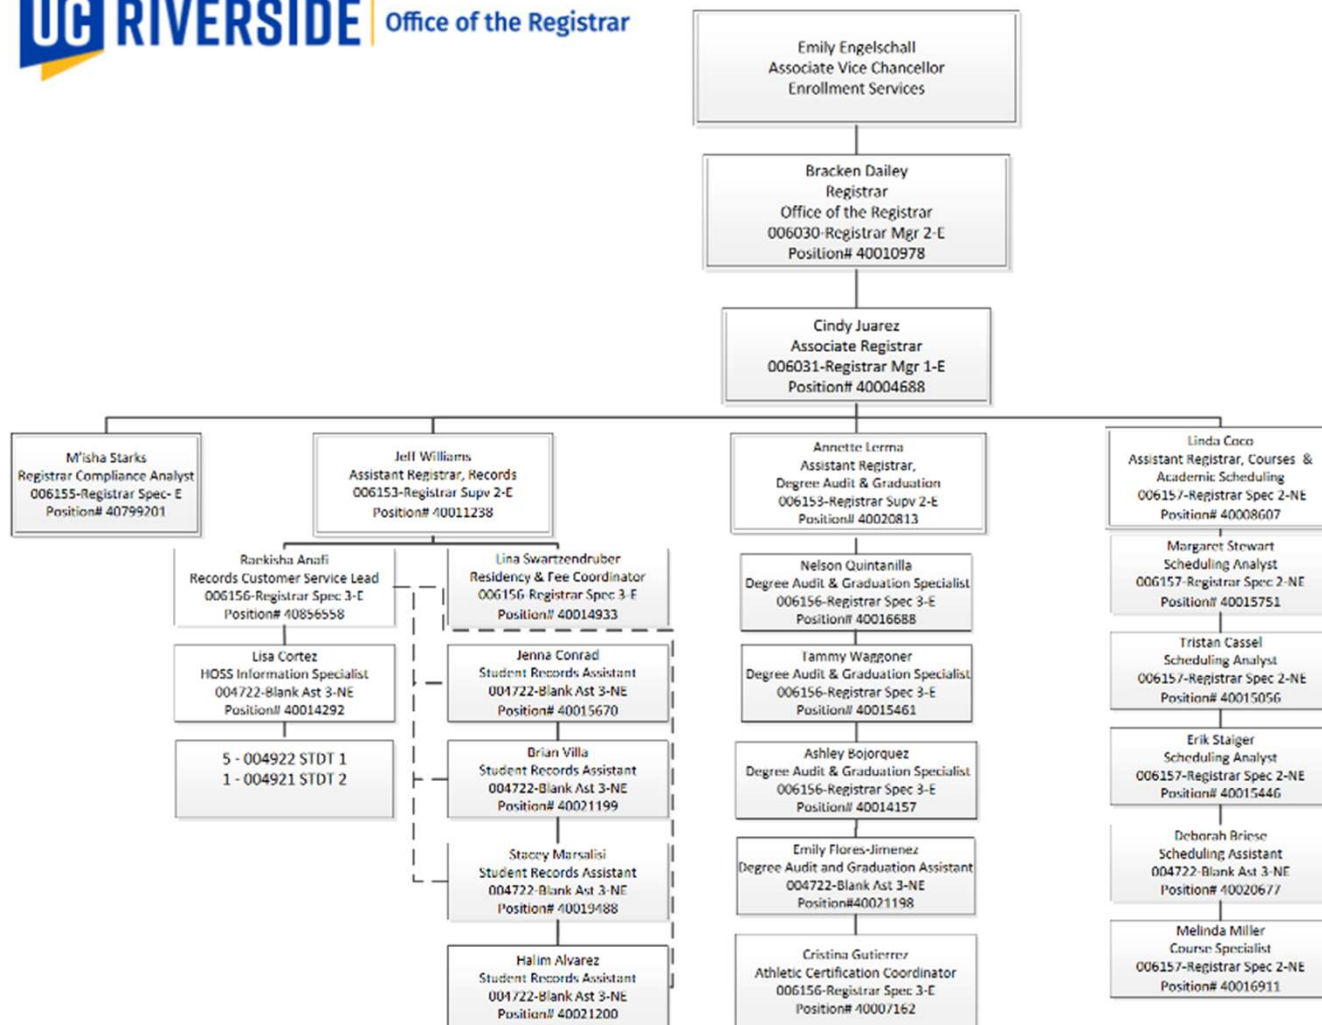 UC RIVERSIDE Office of the Registrar
Emily Engelschall
Associate Vice Chancellor
Enrollment Services
Bracken Dailey
Registrar
Office of the Registrar
006030-Registrar Mgr 2-E
Position# 40010978
Cindy Juarez
Associate Registrar
006031-Registrar Mgr 1-E
Position# 40004688
M'isha Starks
Registrar Compliance Analyst
006155-Registrar Spec- E
Position# 40799201
Jeff Williams
Assistant Registrar, Records
006153-Registrar Supv 2-E
Position# 40011238
Raekisha Anafi
Records Customer Service Lead
006156-Registrar Spec 3-E
Position# 40856558
Lisa Cortez
HOSS Information Specialist
004722-Blank Ast 3-NE
Position# 40014292
5 - 004922 STDT 1
1 - 004921 STDT 2
Lina Swartzendruber
Residency & Fee Coordinator
006156-Registrar Spec 3-E
Position# 40014933
Jenna Conrad
Student Records Assistant
004722-Blank Ast 3-NE
Position# 40015670
Brian Villa
Student Records Assistant
004722-Blank Ast 3-NE
Position# 40021199
Stacey Marsalisi
Student Records Assistant
004722-Blank Ast 3-NE
Position# 40019488
Halim Alvarez
Student Records Assistant
004722-Blank Ast 3-NE
Position# 40021200
Annette Lerma
Assistant Registrar,
Degree Audit & Graduation
006153-Registrar Supv 2-E
Position# 40020813
Nelson Quintanilla
Degree Audit & Graduation Specialist
006156-Registrar Spec 3-E
Position# 40016688
Tammy Waggoner
Degree Audit & Graduation Specialist
006156-Registrar Spec 3-E
Position# 40015461
Ashley Bojorquez
Degree Audit & Graduation Specialist
006156-Registrar Spec 3-E
Position# 40014157
Emily Flores-Jimenez
Degree Audit and Graduation Assistant
004722-Blank Ast 3-NE
Position#40021198
Cristina Gutierrez
Athletic Certification Coordinator
006156-Registrar Spec 3-E
Position# 40007162
Linda Coco
Assistant Registrar, Courses &
Academic Scheduling
006157-Registrar Spec 2-NE
Position# 40008607
Margaret Stewart
Scheduling Analyst
006157-Registrar Spec 2-NE
Position# 40015751
Tristan Cassel
Scheduling Analyst
006157-Registrar Spec 2-NE
Position# 40015056
Erik Staiger
Scheduling Analyst
006157-Registrar Spec 2-NE
Position# 40015446
Deborah Briese
Scheduling Assistant
004722-Blank Ast 3-NE
Position# 40020677
Melinda Miller
Course Specialist
006157-Registrar Spec 2-NE
Position# 40016911